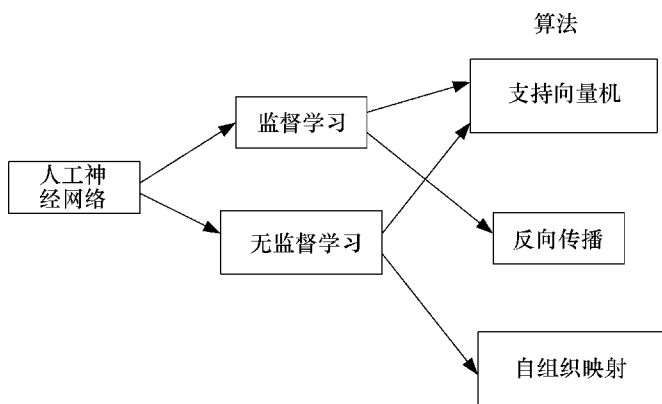 算法
支持向量机
监督学习
人工神
经网络
无监督学习
反向传播
自组织映射